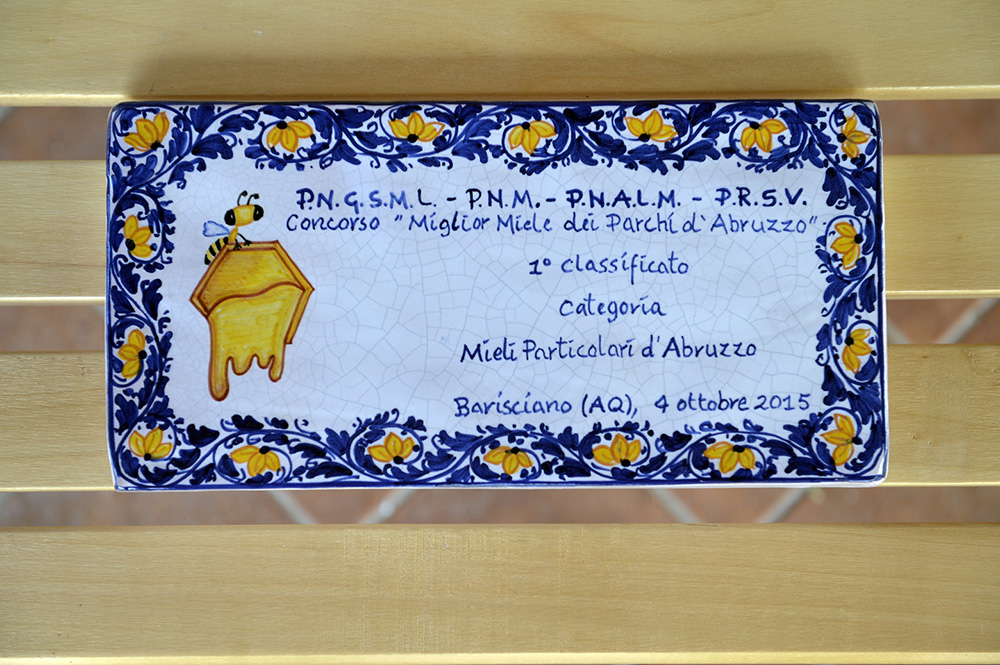 P.N.G.S.M.L. - P.N.M. - P.N.A.L.M. - P.R.S.V.
Concorso "Miglior Miele dei Parchi d'Abruzzo"
1° classificato
Categoria
Mieli Particolari d'Abruzzo
Barisciano (AQ), 4 ottobre 2015